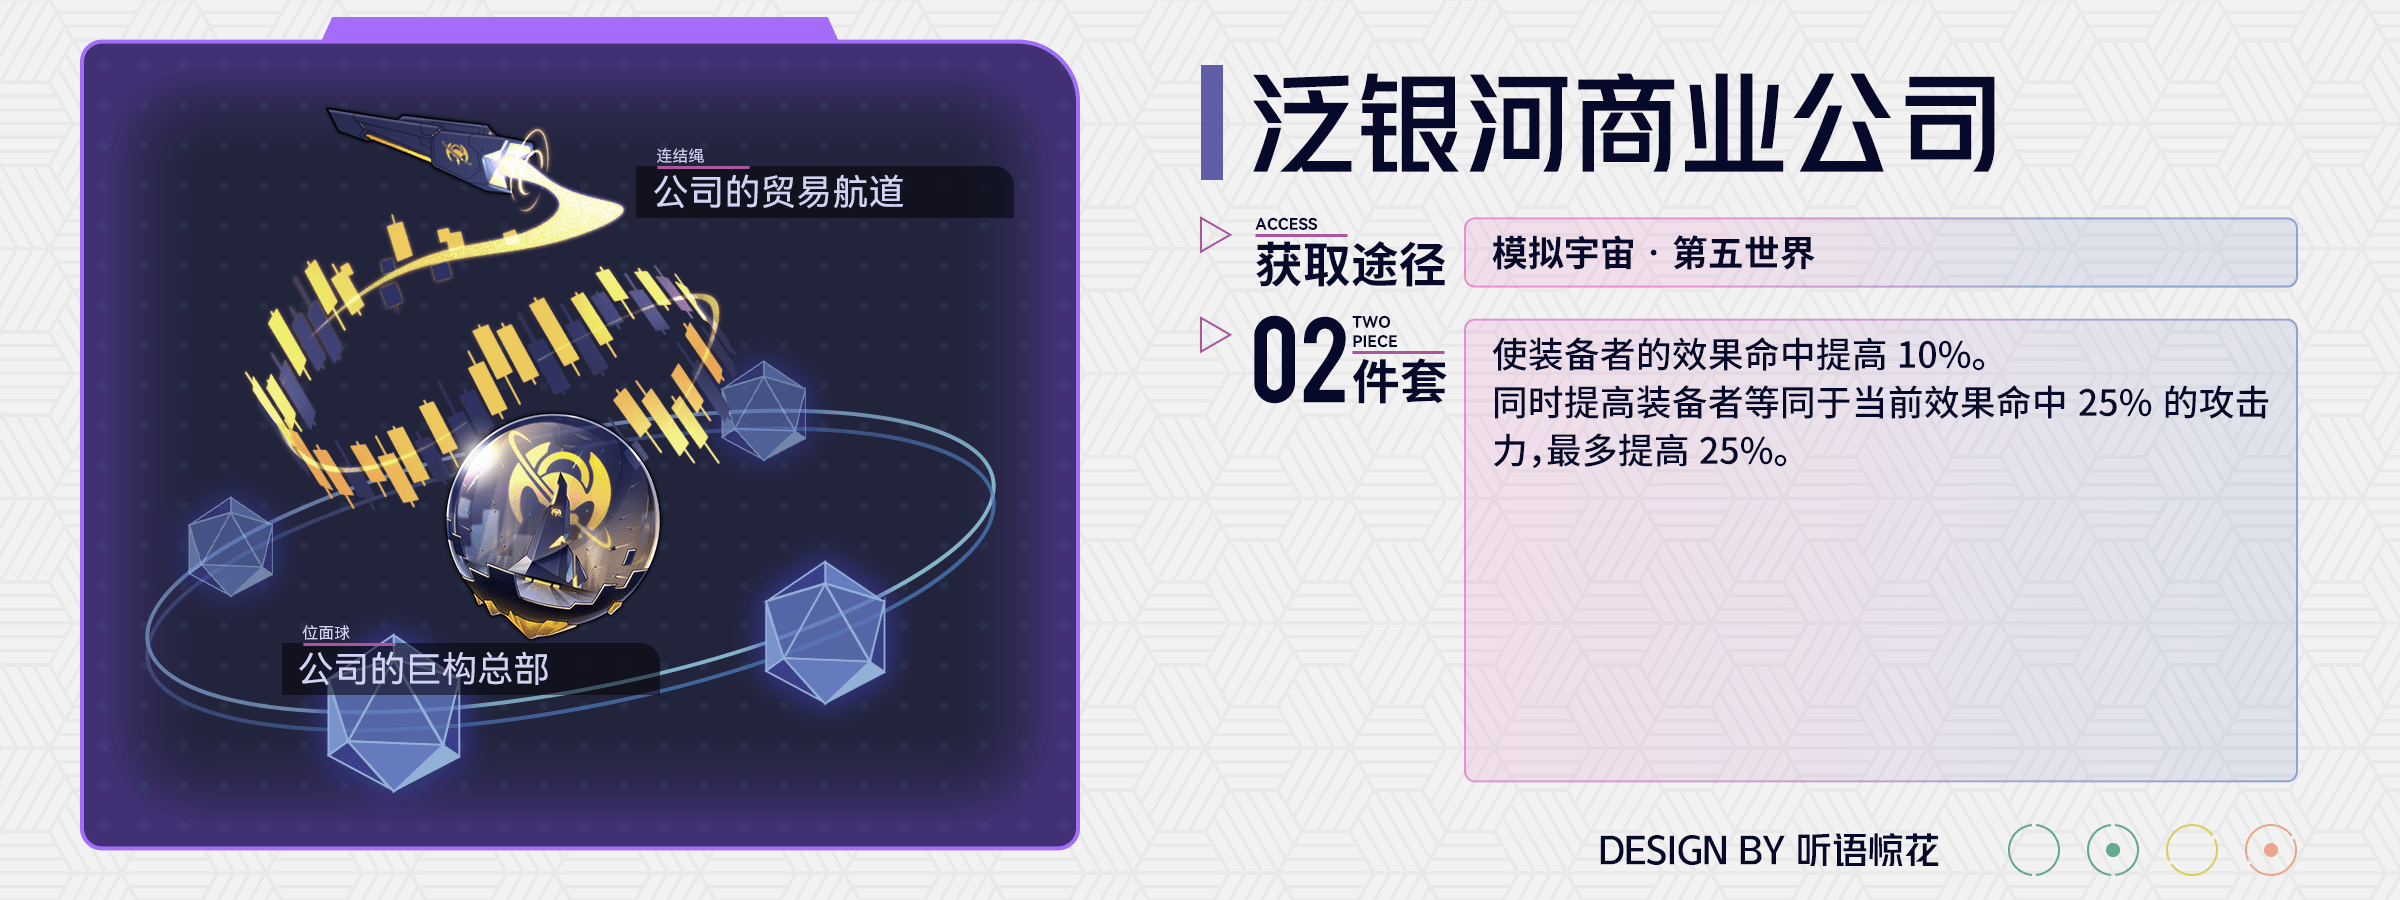 连结绳
公司的贸易航道
位面球
公司的巨构总部
泛银河商业公司
ACCESS
获取途径
模拟宇宙 · 第五世界
02
TWO
PIECE
件套
使装备者的效果命中提高 10%。
同时提高装备者等同于当前效果命中 25% 的攻击
力,最多提高 25%。
DESIGN BY 听语惊花